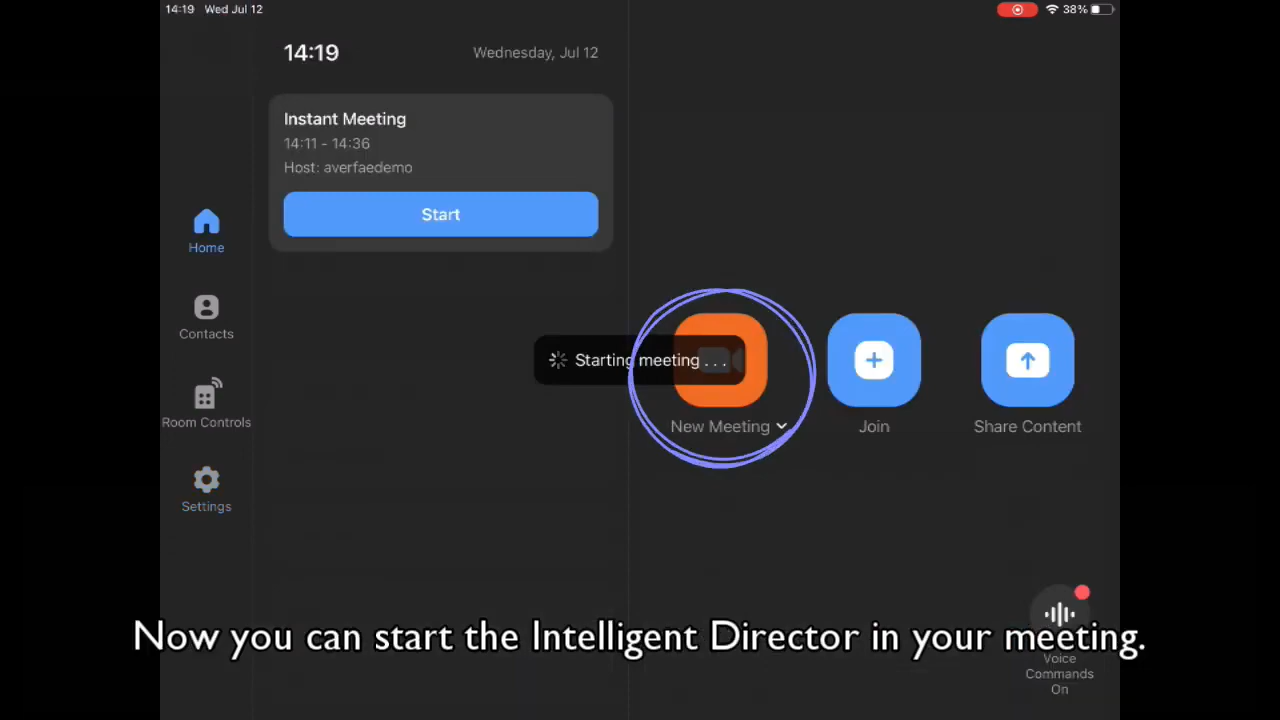 14:19 Wed Jul 12
38%
14:19
Wednesday, Jul 12
Instant Meeting
14:11 - 14:36
Host: averfaedemo
Start
Home
Contacts
Room Controls
Settings
Starting meeting . . .
New Meeting
Join
Share Content
Now you can start the Intelligent Director in your meeting.
Voice
Commands
On